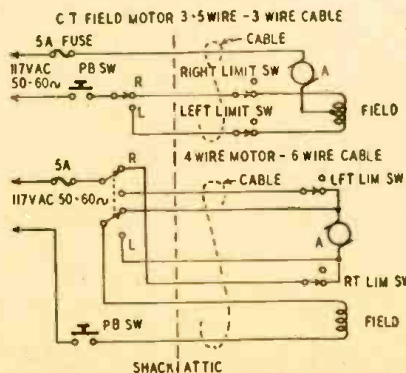 C T FIELD MOTOR 3-5WIRE-3 WIRE CABLE
5A FUSE
CABLE
117VAC
50-60~
PB SW
R
RIGHT LIMIT SW
A
L
LEFT LIMIT SW
FIELD
4 WIRE MOTOR-6 WIRE CABLE
5A
R
CABLE
LFT LIM SW
117VAC 50-60~
A
L
RT LIM SW
PB SW
FIELD
SHACK ATTIC